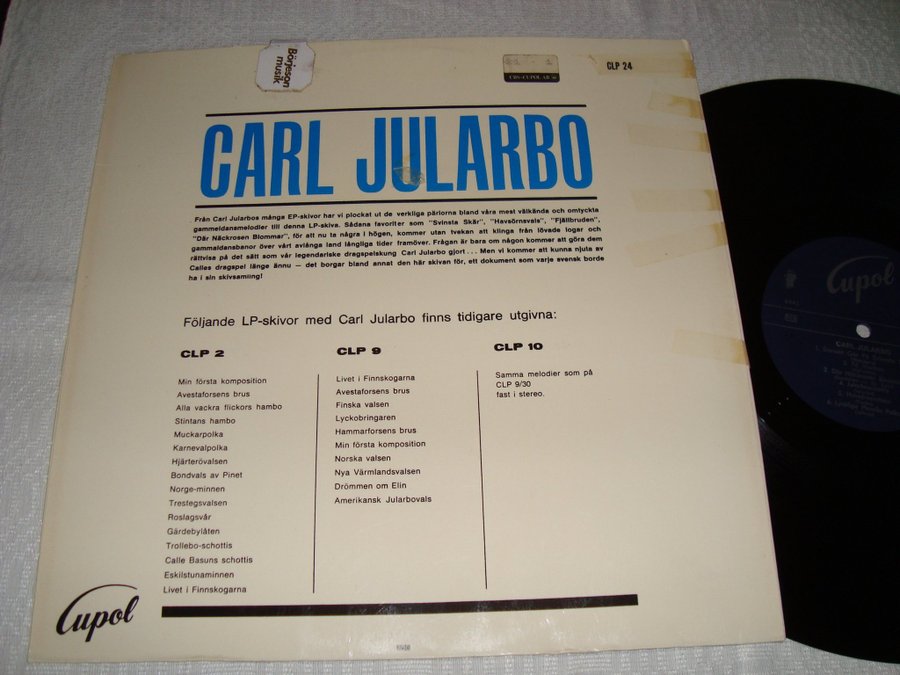 Börjeson
musik
CBS-CUPOL AB
CLP 24
CARL JULARBO
Från Carl Jularbos många EP-skivor har vi plockat ut de verkliga pärlorna bland våra mest välkända och omtyckta
gammeldansmelodier till denna LP-skiva. Sådana favoriter som "Svinsta Skär", "Havsörnsvals", "Fjällbruden",
"Där Näckrosen Blommar", för att nu ta några i högen, kommer utan tvekan att klinga från lövade logar och
gammaldansbanor över vårt avlånga land långliga tider framöver. Frågan är bara om någon kommer att göra dem
rättvisa på det sätt som vår legendariske dragspelskung Carl Jularbo gjort... Men vi kommer att kunna njuta av
Calles dragspel länge ännu — det borgar bland annat den här skivan för, ett dokument som varje svensk borde
ha i sin skivsamling!
Följande LP-skivor med Carl Jularbo finns tidigare utgivna:
CLP 2
Min första komposition
Avestaforsens brus
Alla vackra flickors hambo
Stintans hambo
Muckarpolka
Karnevalpolka
Hjärterövalsen
Bondvals av Pinet
Norge-minnen
Trestegsvalsen
Roslagsvår
Gärdebylåten
Trollebo-schottis
Calle Basuns schottis
Eskilstunaminnen
Livet i Finnskogarna
CLP 9
Livet i Finnskogarna
Avestaforsens brus
Finska valsen
Lyckobringaren
Hammarforsens brus
Min första komposition
Norska valsen
Nya Värmlandsvalsen
Drömmen om Elin
Amerikansk Jularbovals
CLP 10
Samma melodier som på
CLP 9/30
fast i stereo.
Cupol
Cupol
CARL JULARBO